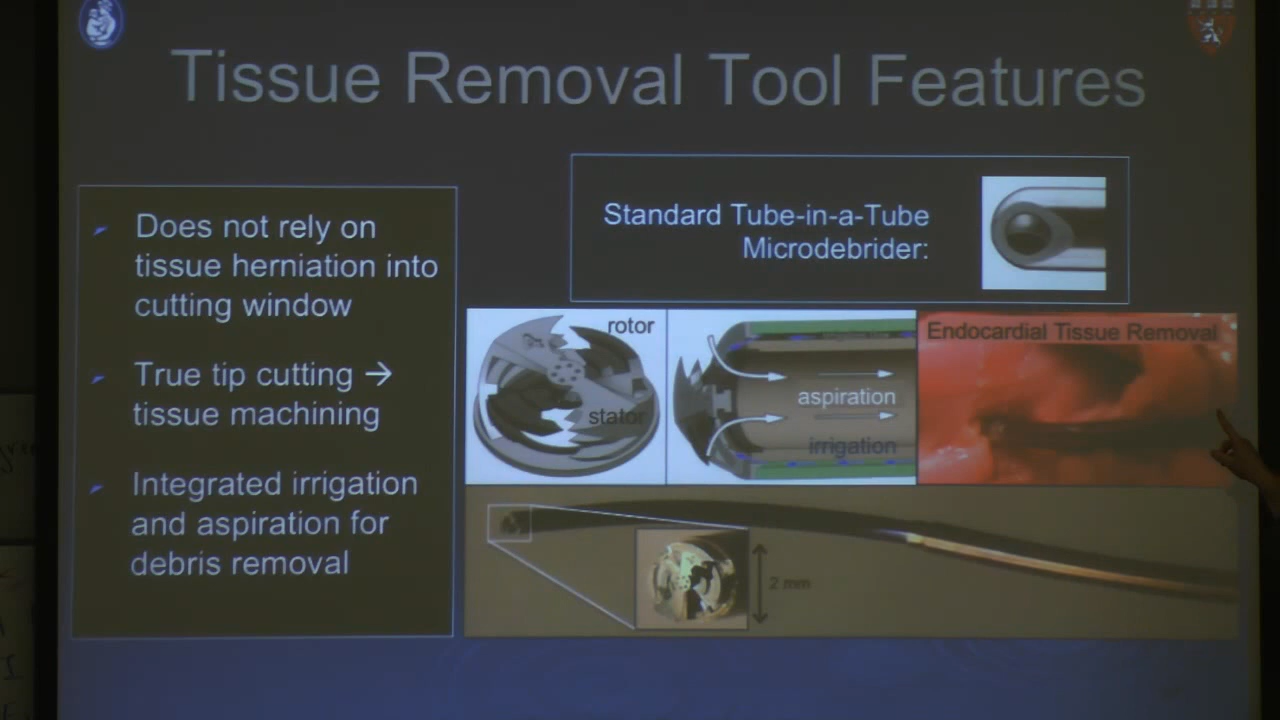 Tissue Removal Tool Features
Does not rely on
tissue herniation into
cutting window
True tip cutting →
tissue machining
Integrated irrigation
and aspiration for
debris removal
Standard Tube-in-a-Tube
Microdebrider:
rotor
stator
aspiration
irrigation
Endocardial Tissue Removal
2 mm